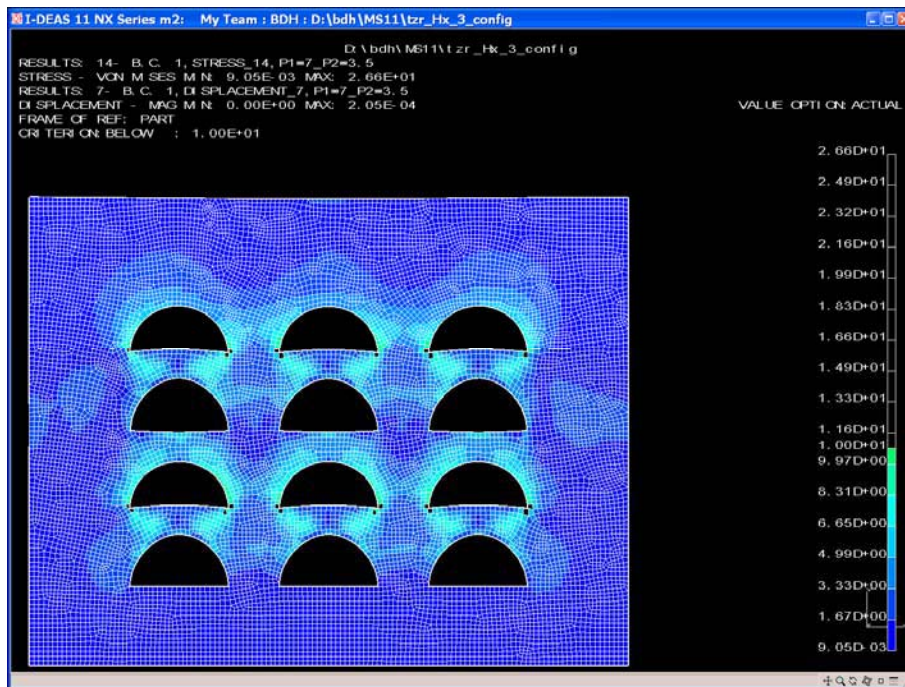 I-DEAS 11 NX Series m2:   My Team : BDH : D:\bdh\MS11\tzr_Hx_3_config
D:\bdh\MS11\tzr_Hx_3_config
RESULTS: 14- B.C. 1, STRESS_14, P1=7_P2=3.5
STRESS - VON MISES MIN: 9.05E-03 MAX: 2.66E+01
RESULTS: 7- B.C. 1, DISPLACEMENT_7, P1=7_P2=3.5
DISPLACEMENT - MAG MIN: 0.00E+00 MAX: 2.05E-04
FRAME OF REF: PART
CRITERION: BELOW : 1.00E+01
VALUE OPTION: ACTUAL
2.66D+01
2.49D+01
2.32D+01
2.16D+01
1.99D+01
1.83D+01
1.66D+01
1.49D+01
1.33D+01
1.16D+01
1.00D+01
9.97D+00
8.31D+00
6.65D+00
4.99D+00
3.33D+00
1.67D+00
9.05D-03